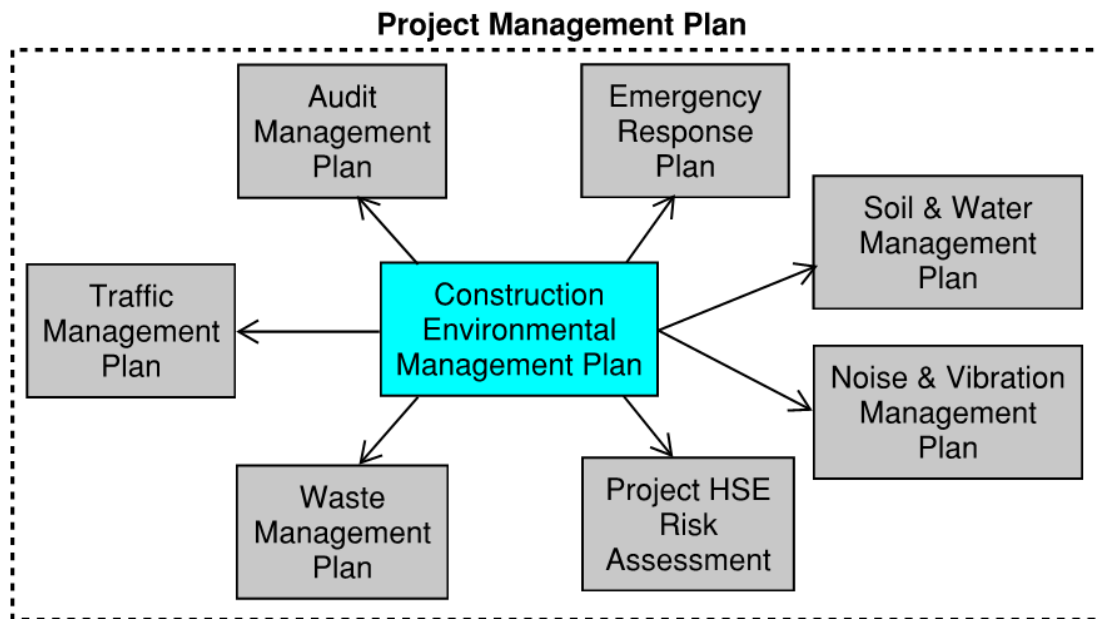 Project Management Plan
Audit
Management
Plan
Emergency
Response
Plan
Soil & Water
Management
Plan
Traffic
Management
Plan
Construction
Environmental
Management Plan
Noise & Vibration
Management
Plan
Waste
Management
Plan
Project HSE
Risk
Assessment